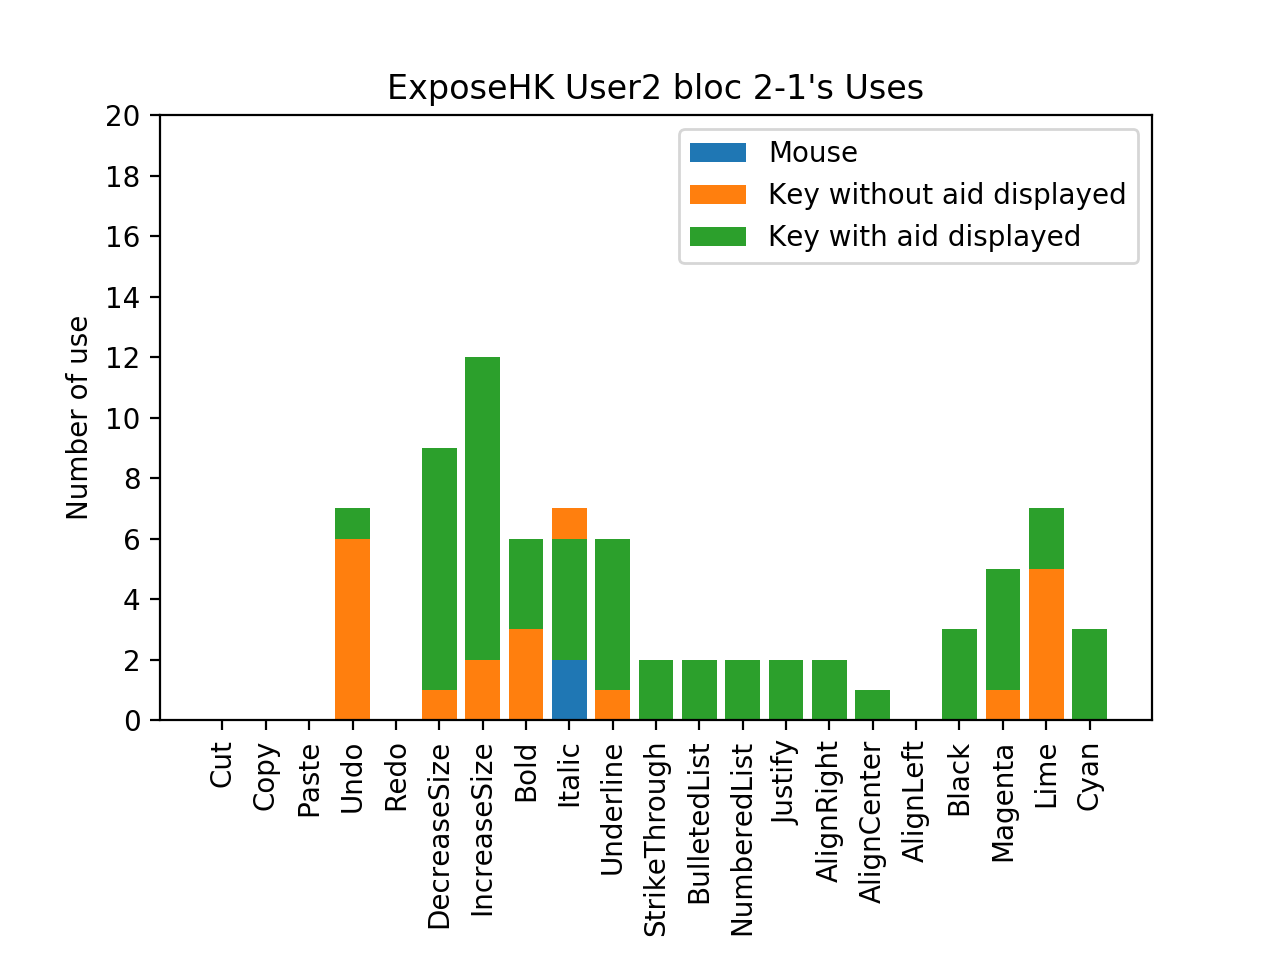 ExposeHK User2 bloc 2-1's Uses
20
18
16
14
12
10
8
6
4
2
0
Number of use
Mouse
Key without aid displayed
Key with aid displayed
Cut
Copy
Paste
Undo
Redo
DecreaseSize
IncreaseSize
Bold
Italic
Underline
StrikeThrough
BulletedList
NumberedList
Justify
AlignRight
AlignCenter
AlignLeft
Black
Magenta
Lime
Cyan